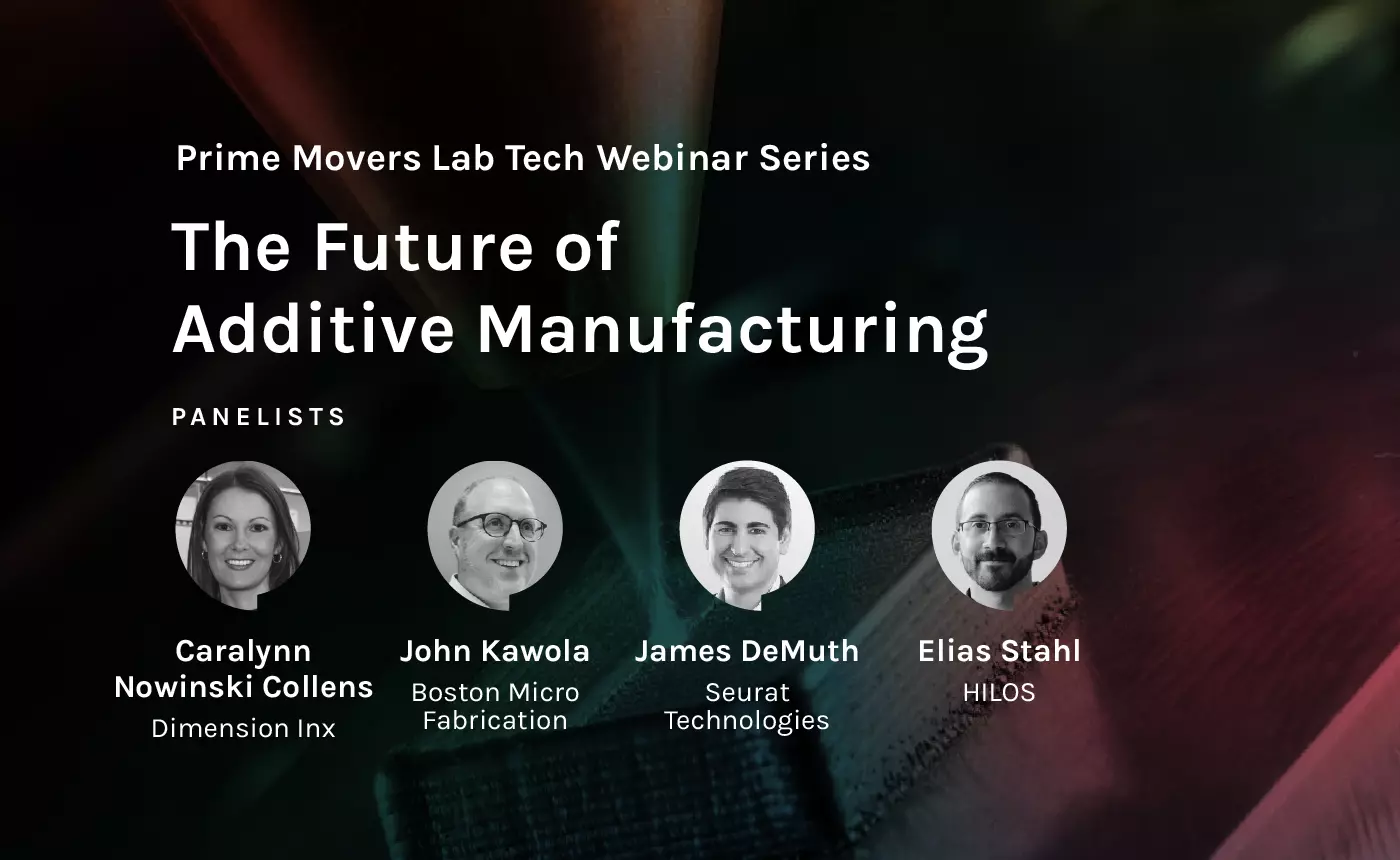 Prime Movers Lab Tech Webinar Series
The Future of
Additive Manufacturing
PANELISTS
Caralynn
Nowinski Collens
Dimension Inx
John Kawola
Boston Micro
Fabrication
James DeMuth
Seurat
Technologies
Elias Stahl
HILOS